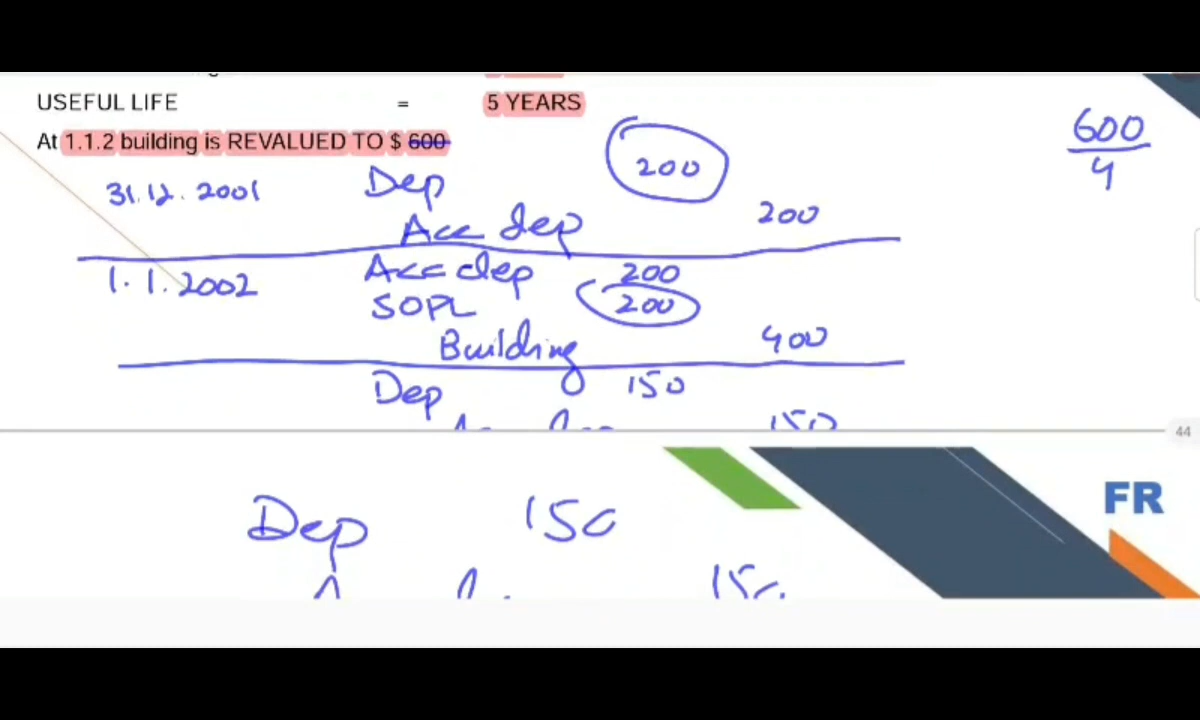 USEFUL LIFE = 5 YEARS
At 1.1.2 building is REVALUED TO $ 600
600
4
31.12.2001 Dep 200
Acc dep 200
1.1.2002 Acc dep 200
SOPL 200
Building 400
Dep 150
150
44
FR
Dep 150
150